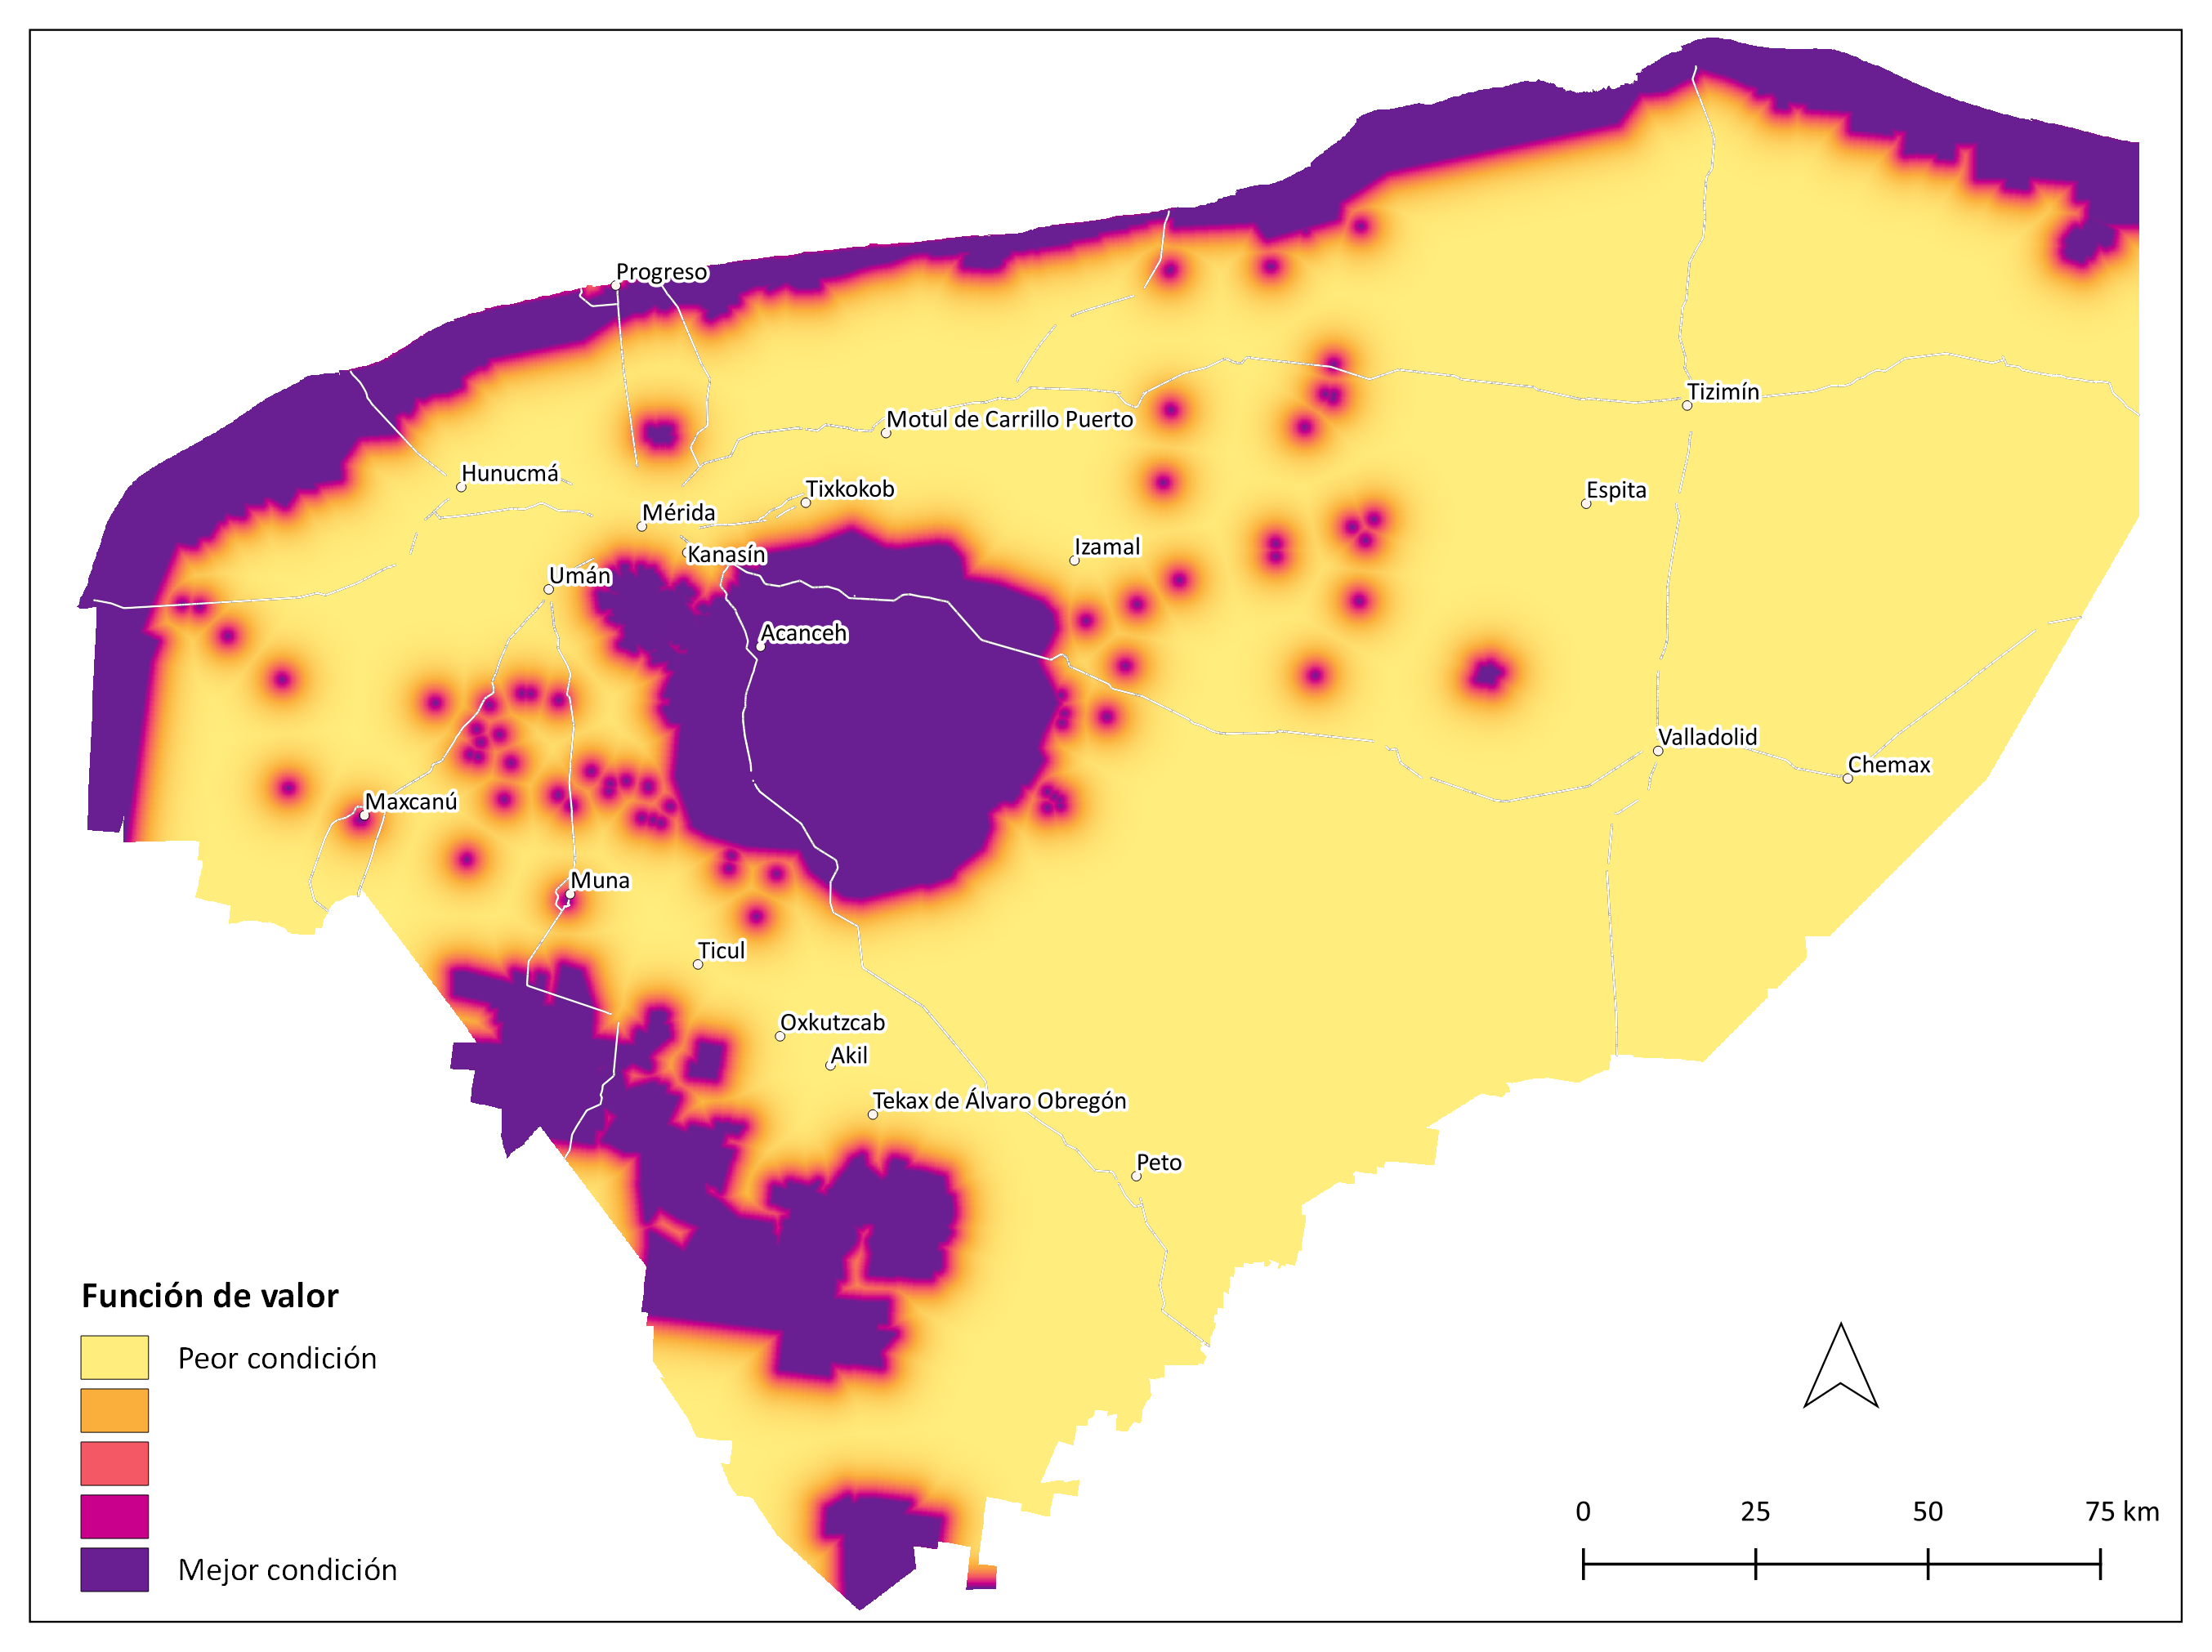 Progreso
Tizimín
Motul de Carrillo Puerto
Hunucmá
Tixkokob
Espita
Mérida
Izamal
Kanasín
Umán
Acanceh
Valladolid
Chemax
Maxcanú
Muna
Ticul
Oxkutzcab
Akil
Tekax de Álvaro Obregón
Peto
Función de valor
Peor condición
Mejor condición
0 25 50 75 km